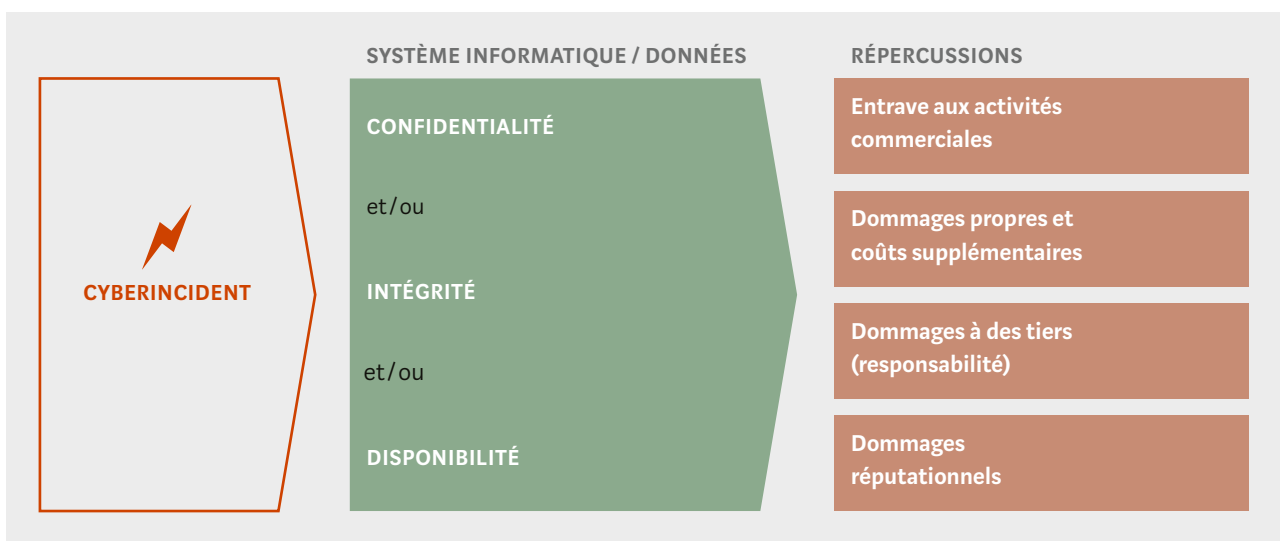 CYBERINCIDENT
SYSTÈME INFORMATIQUE / DONNÉES
CONFIDENTIALITÉ
et/ou
INTÉGRITÉ
et/ou
DISPONIBILITÉ
RÉPERCUSSIONS
Entrave aux activités
commerciales
Dommages propres et
coûts supplémentaires
Dommages à des tiers
(responsabilité)
Dommages
réputationnels